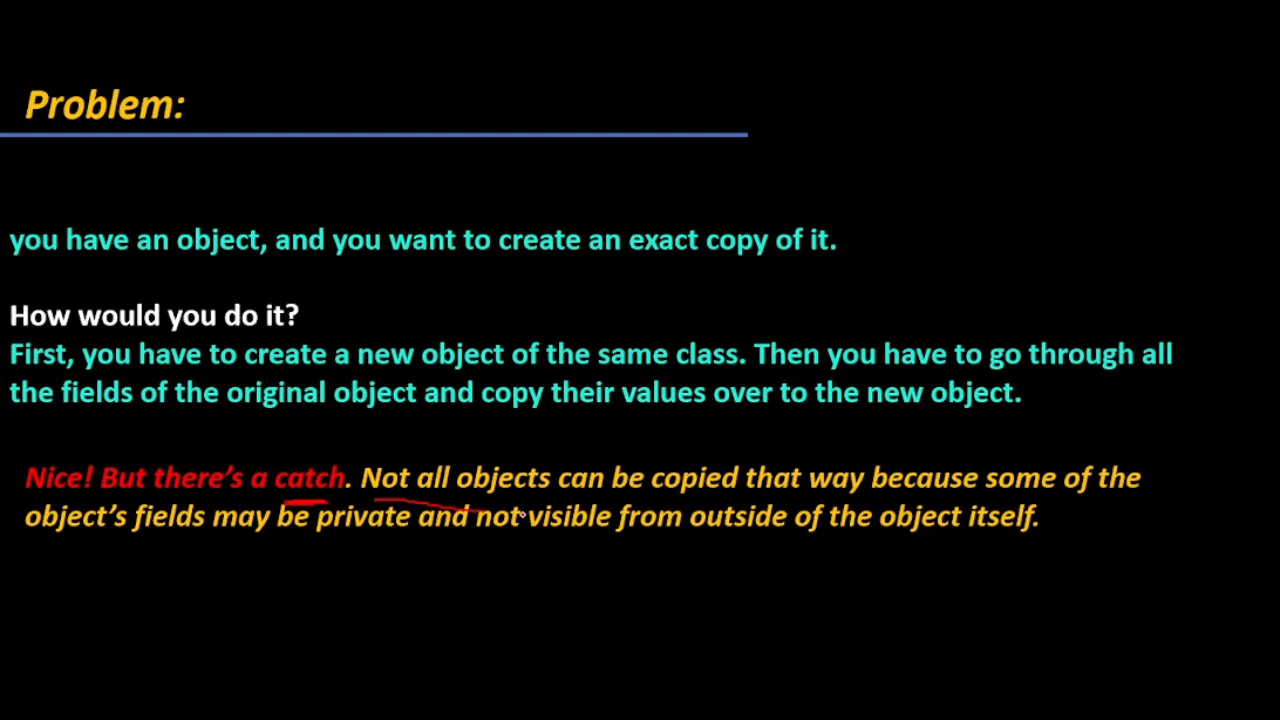 Problem:
you have an object, and you want to create an exact copy of it.
How would you do it?
First, you have to create a new object of the same class. Then you have to go through all
the fields of the original object and copy their values over to the new object.
Nice! But there’s a catch. Not all objects can be copied that way because some of the
object’s fields may be private and not visible from outside of the object itself.